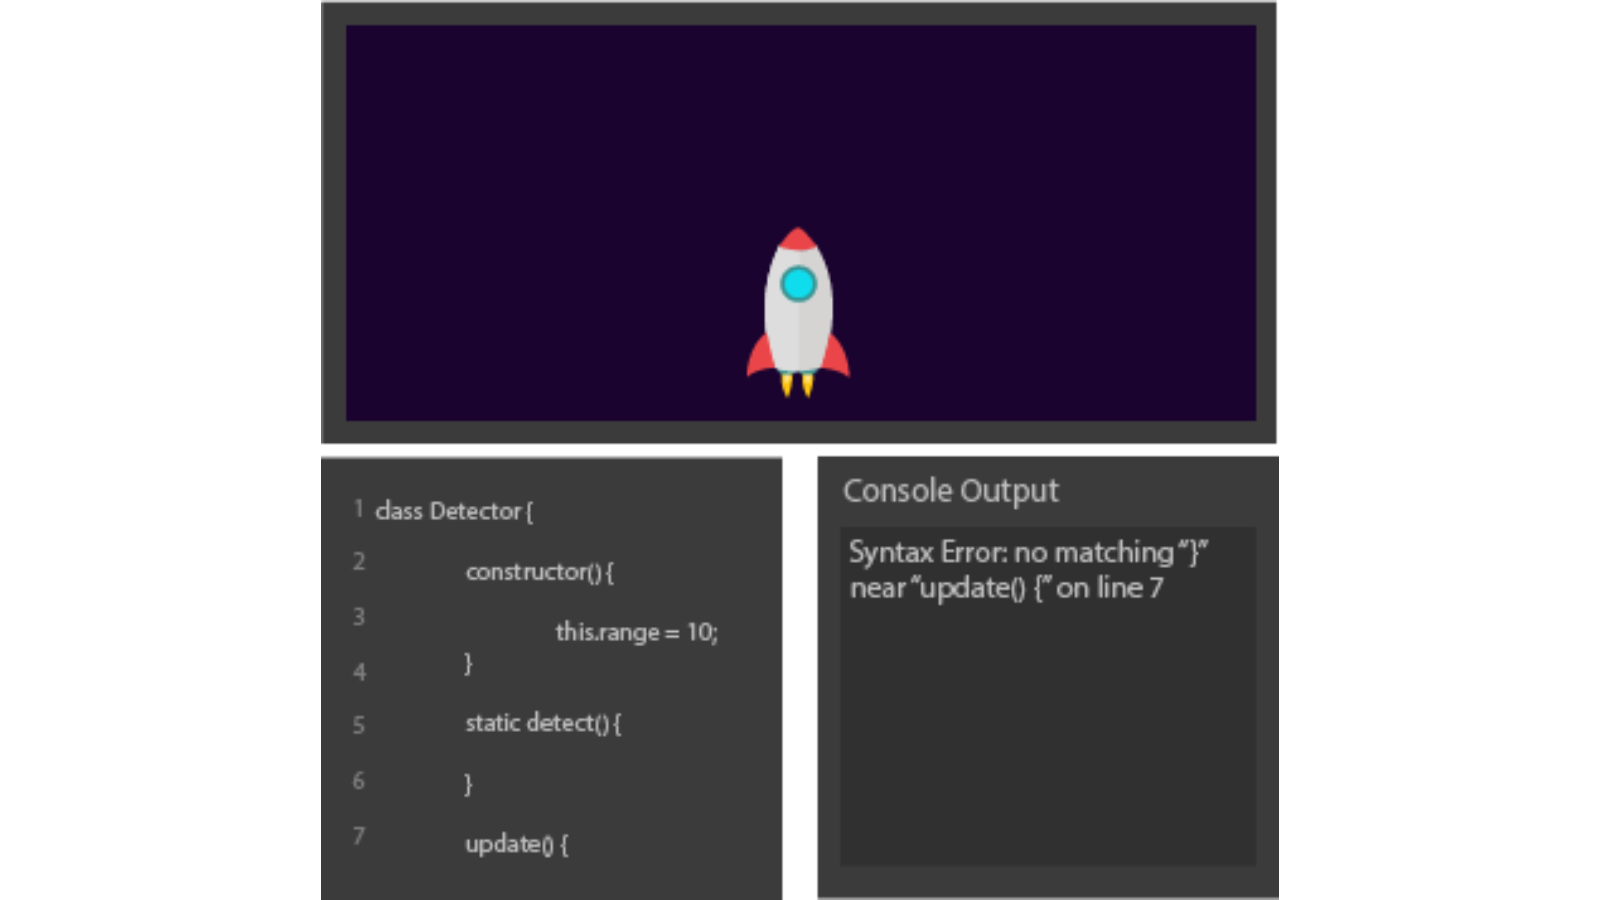 1 class Detector {
2 constructor() {
3 this.range = 10;
4 }
5 static detect() {
6 }
7 update() {
Console Output
Syntax Error: no matching “}”
near “update() {” on line 7